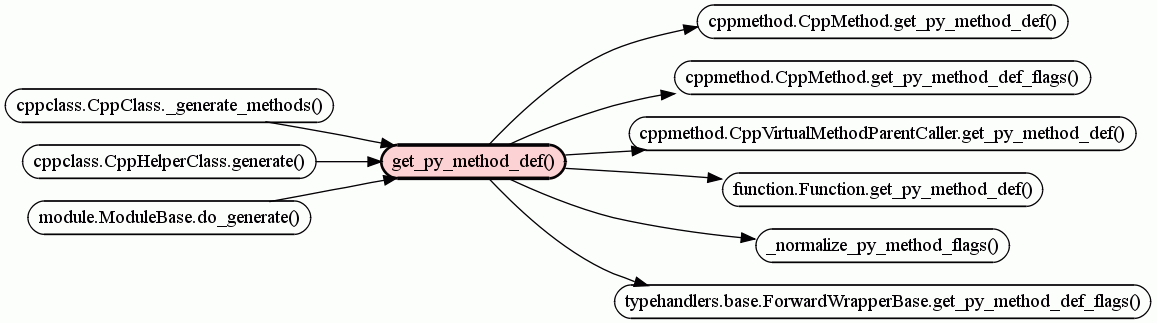 cppclass.CppClass._generate_methods()
cppclass.CppHelperClass.generate()
module.ModuleBase.do_generate()
get_py_method_def()
cppmethod.CppMethod.get_py_method_def()
cppmethod.CppMethod.get_py_method_def_flags()
cppmethod.CppVirtualMethodParentCaller.get_py_method_def()
function.Function.get_py_method_def()
_normalize_py_method_flags()
typehandlers.base.ForwardWrapperBase.get_py_method_def_flags()